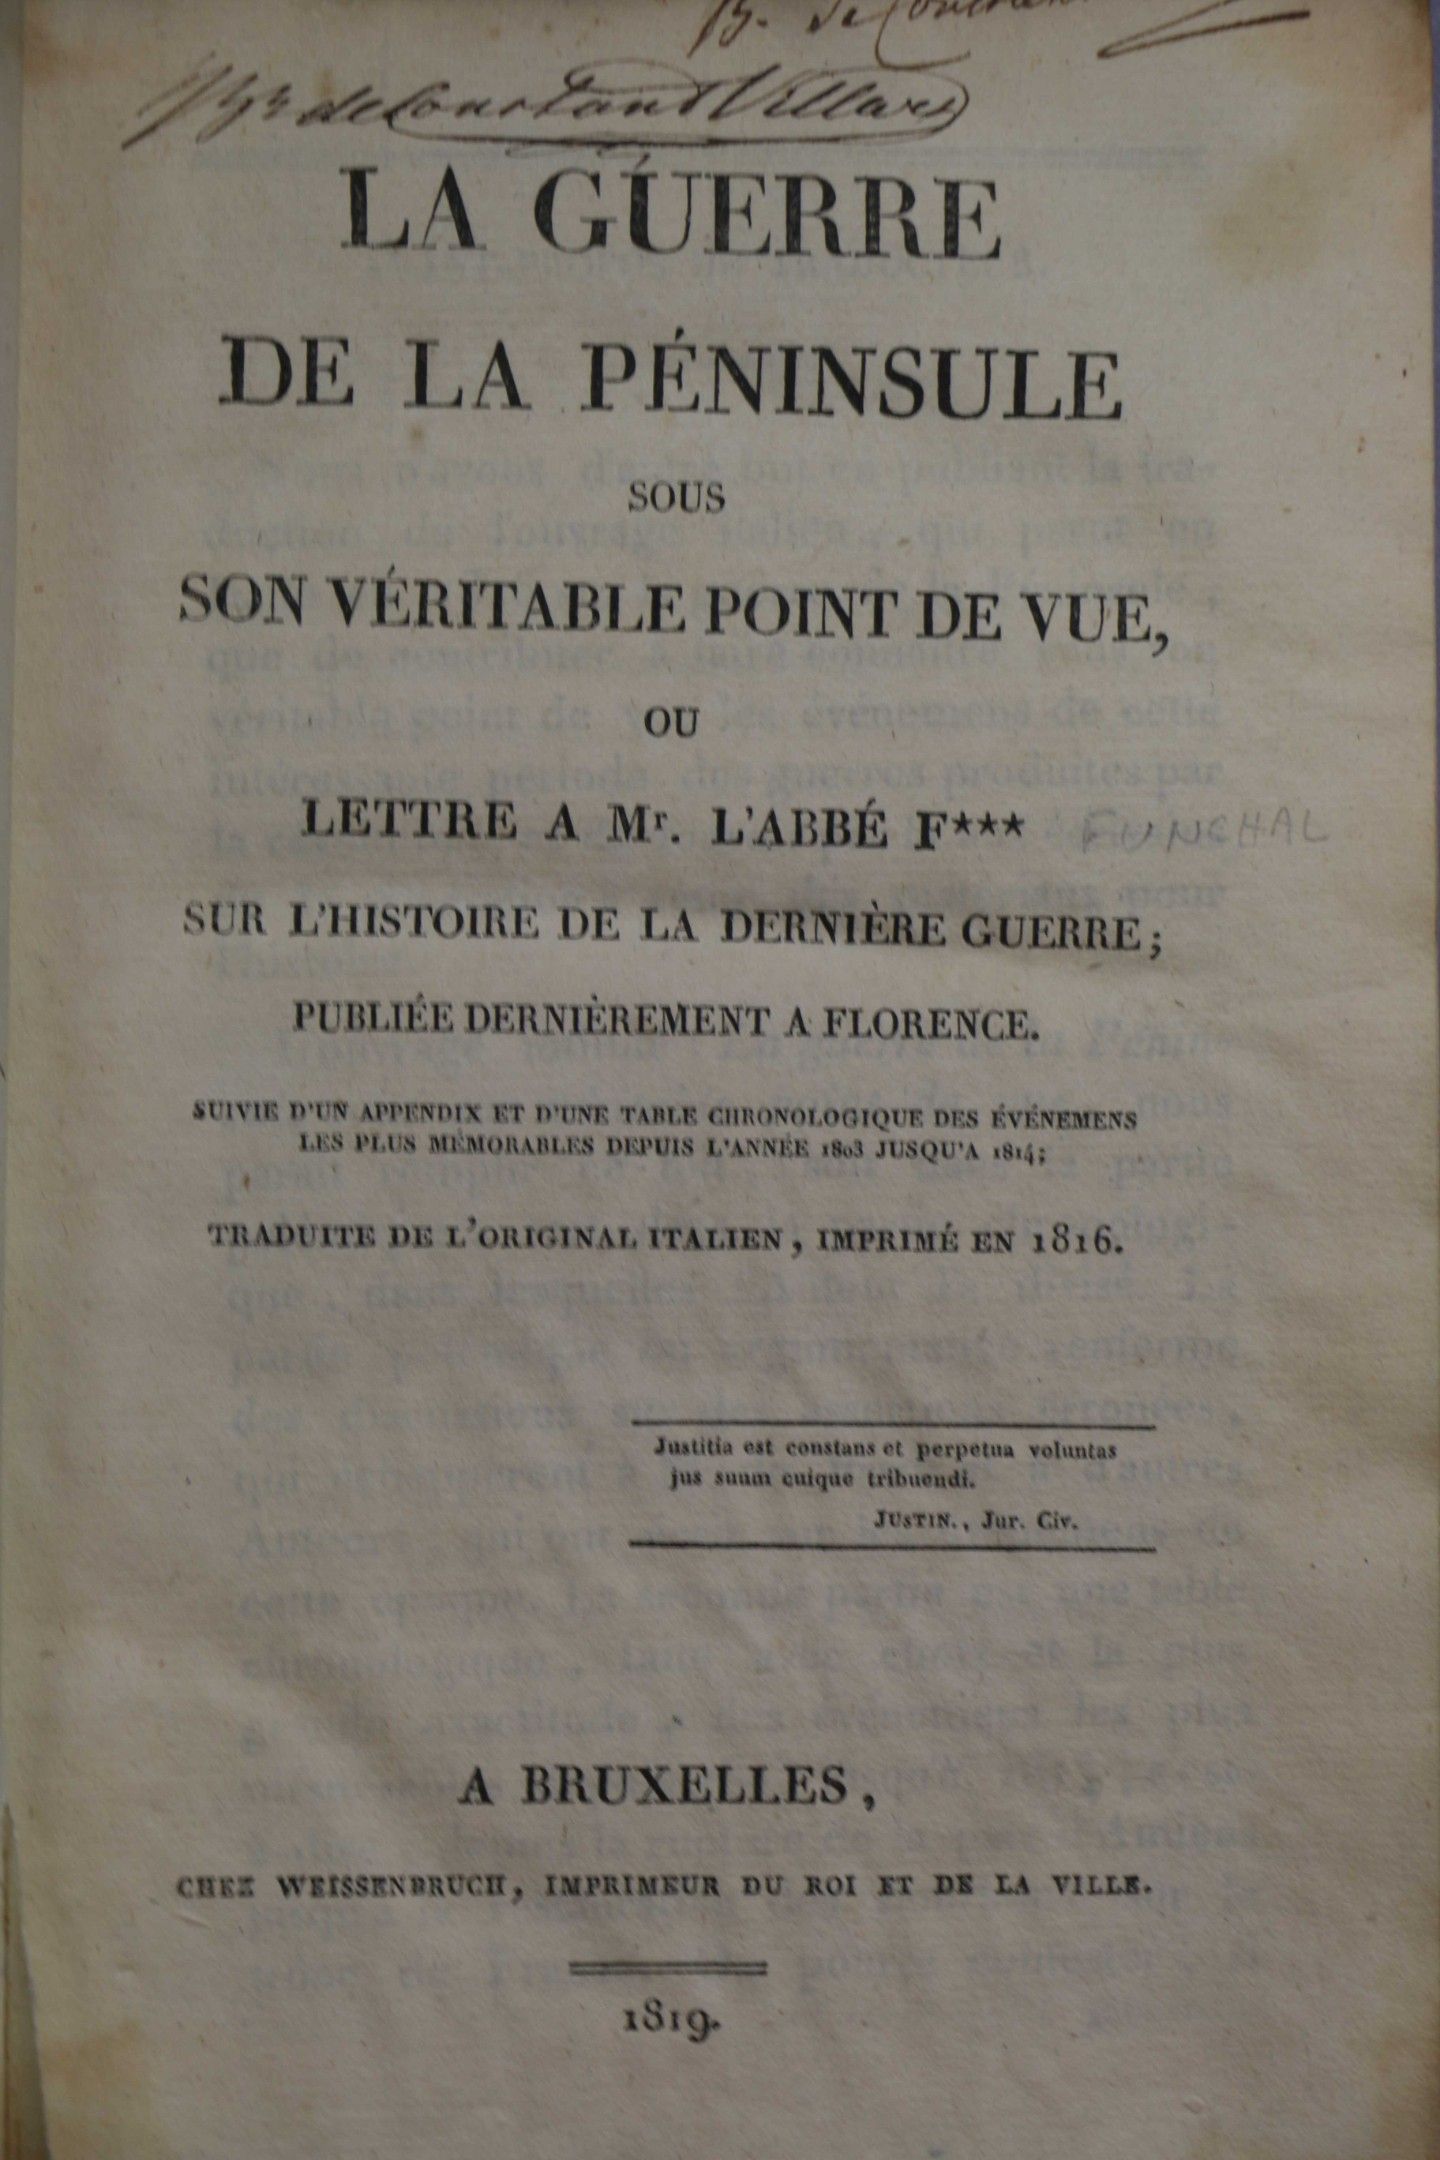 de Constant Villars
LA GUERRE
DE LA PÉNINSULE
SOUS
SON VÉRITABLE POINT DE VUE,
OU
LETTRE A Mr. L'ABBÉ F*** FUNCHAL
SUR L'HISTOIRE DE LA DERNIÈRE GUERRE;
PUBLIÉE DERNIÈREMENT A FLORENCE.
SUIVIE D'UN APPENDIX ET D'UNE TABLE CHRONOLOGIQUE DES ÉVÉNEMENS
LES PLUS MÉMORABLES DEPUIS L'ANNÉE 1803 JUSQU'A 1814;
TRADUITE DE L'ORIGINAL ITALIEN, IMPRIMÉ EN 1816.
Justitia est constans et perpetua voluntas
jus suum cuique tribuendi.
JUSTIN., Jur. Civ.
A BRUXELLES,
CHEZ WEISSENBRUCH, IMPRIMEUR DU ROI ET DE LA VILLE.
1819.